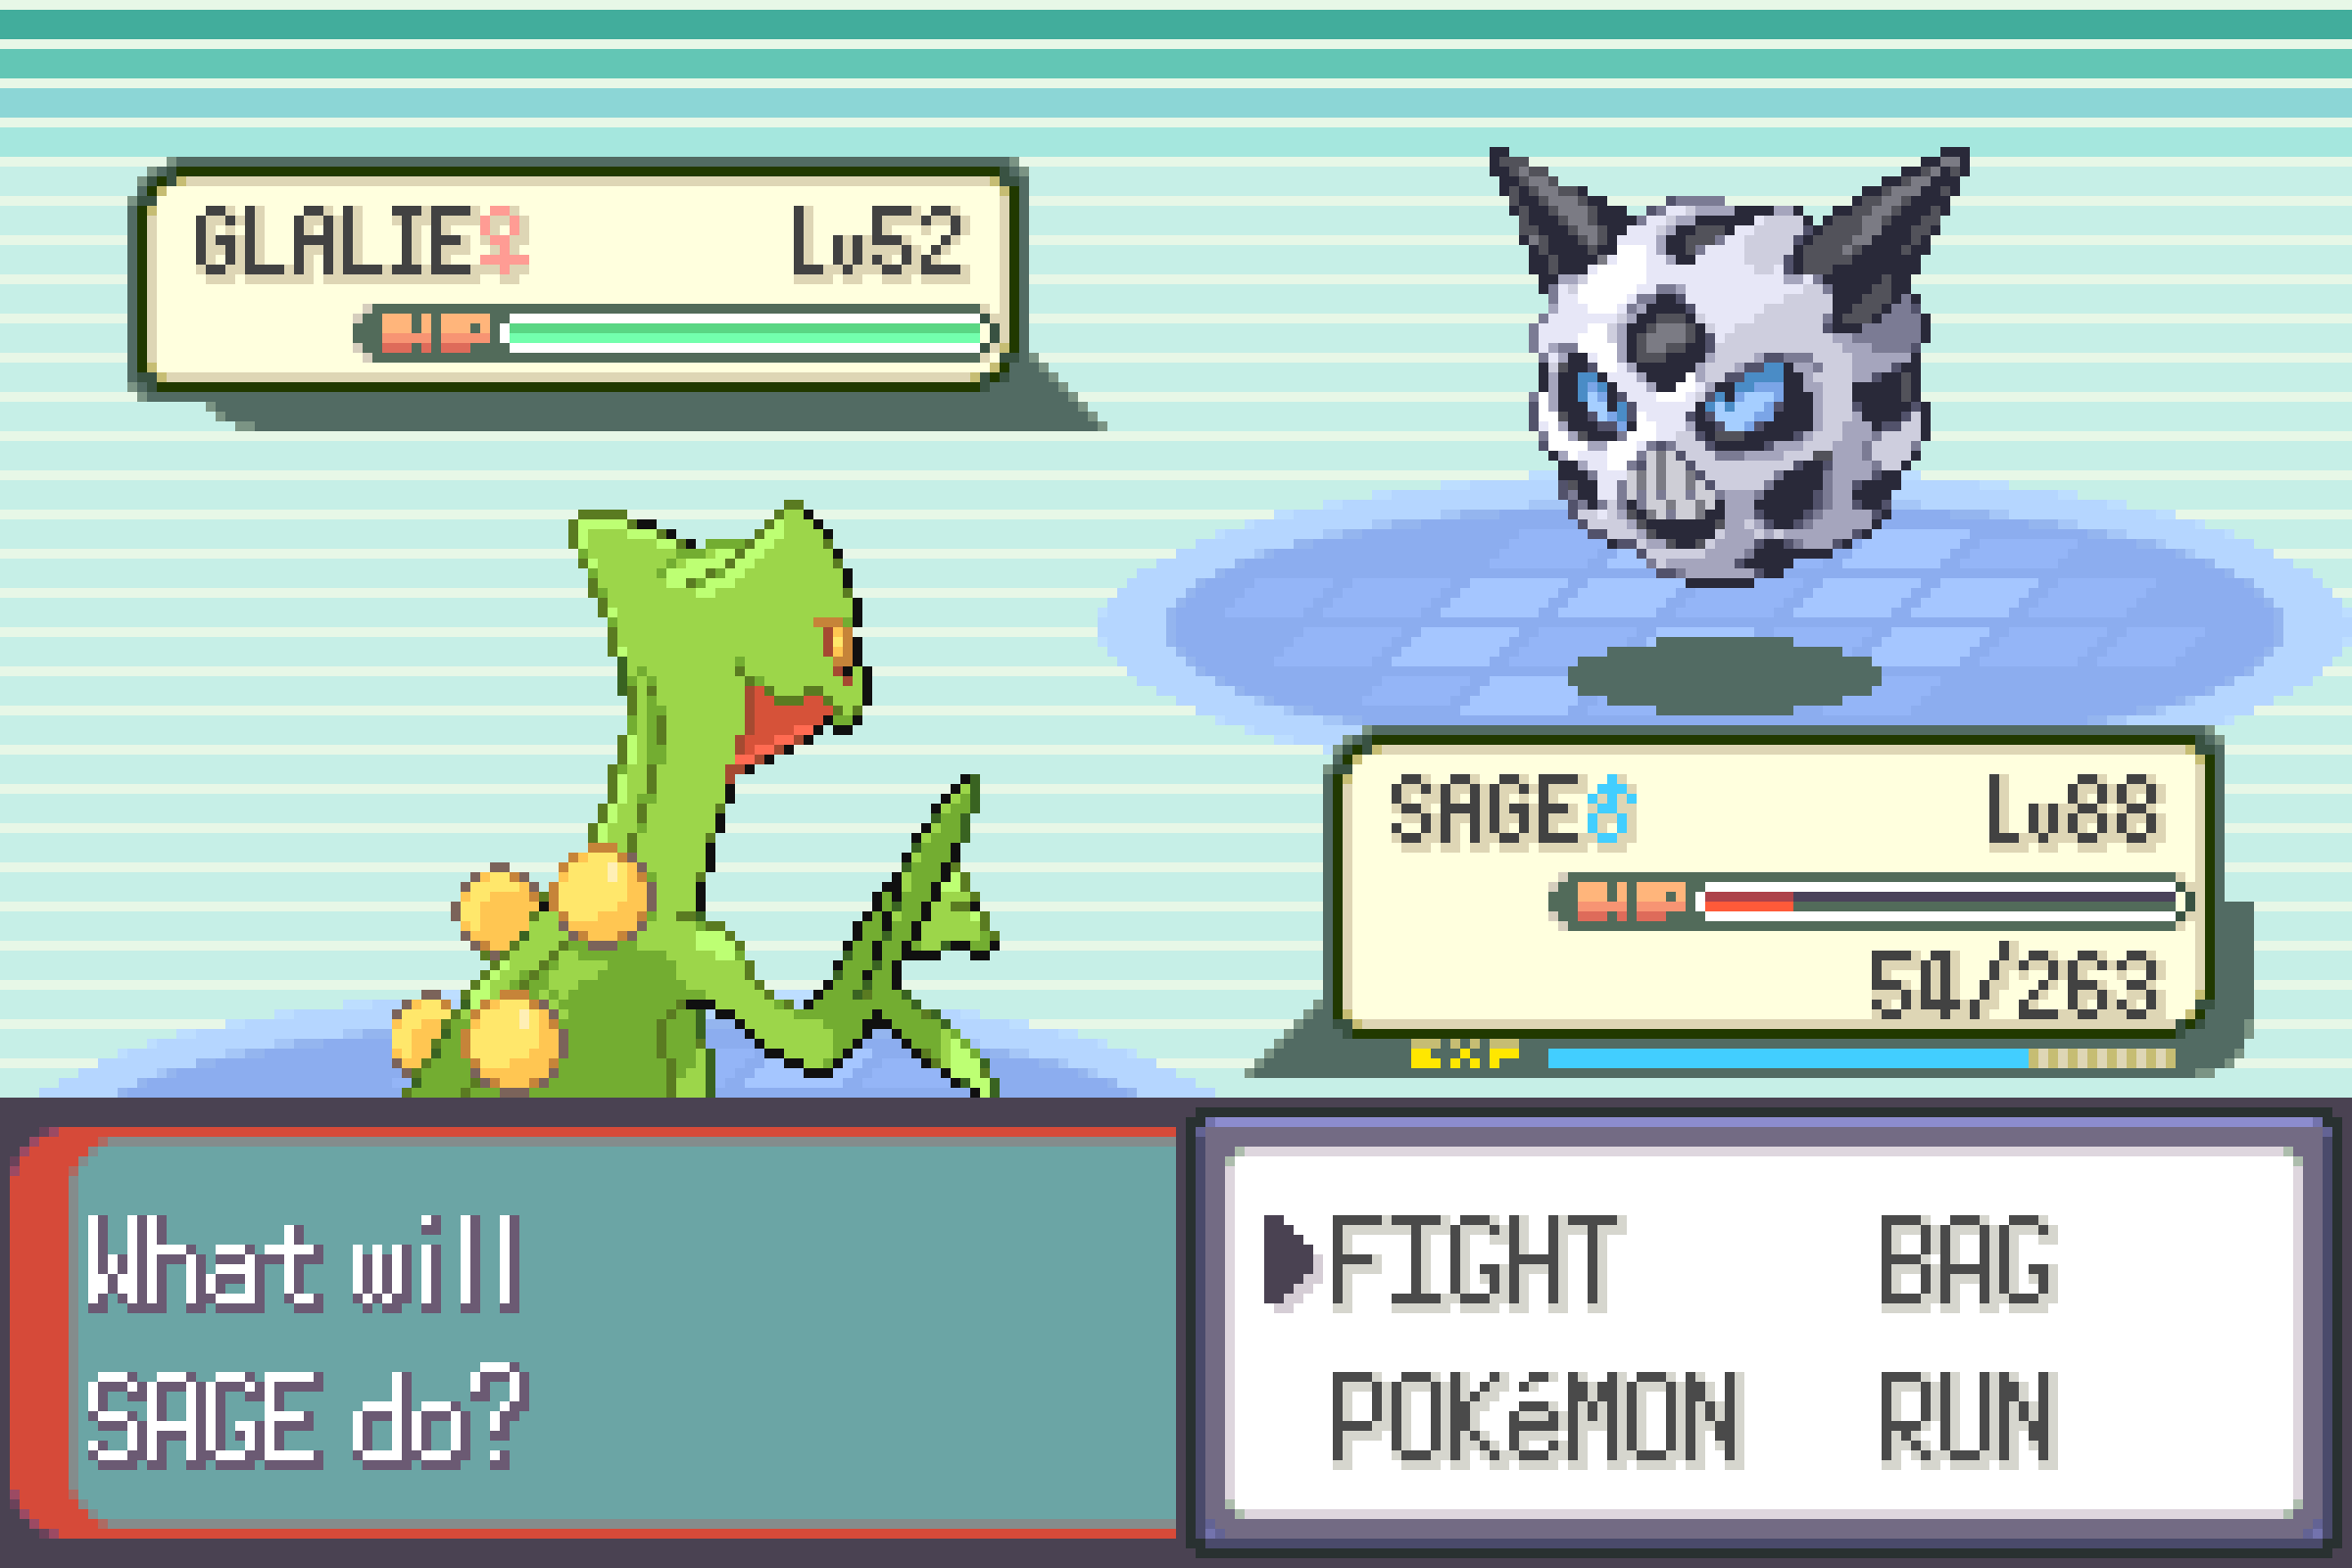 GLALIE♀ Lv52
HP
SAGE♂ Lv88
HP
54/263
EXP
What will
SAGE do?
FIGHT BAG
POKéMON RUN